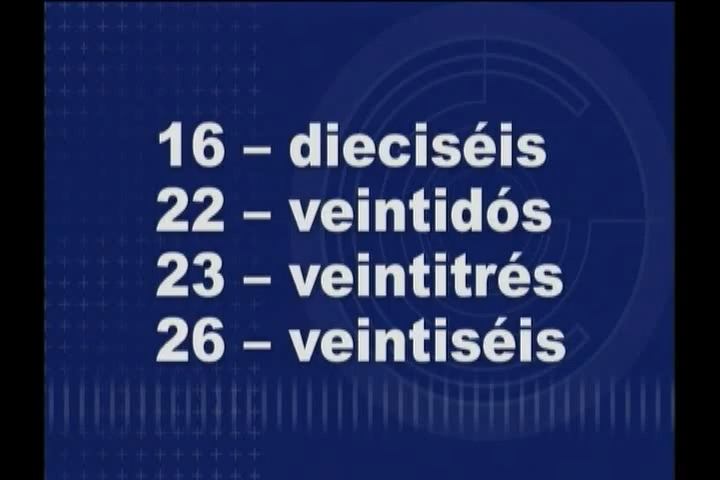 16 – dieciséis
22 – veintidós
23 – veintitrés
26 – veintiséis